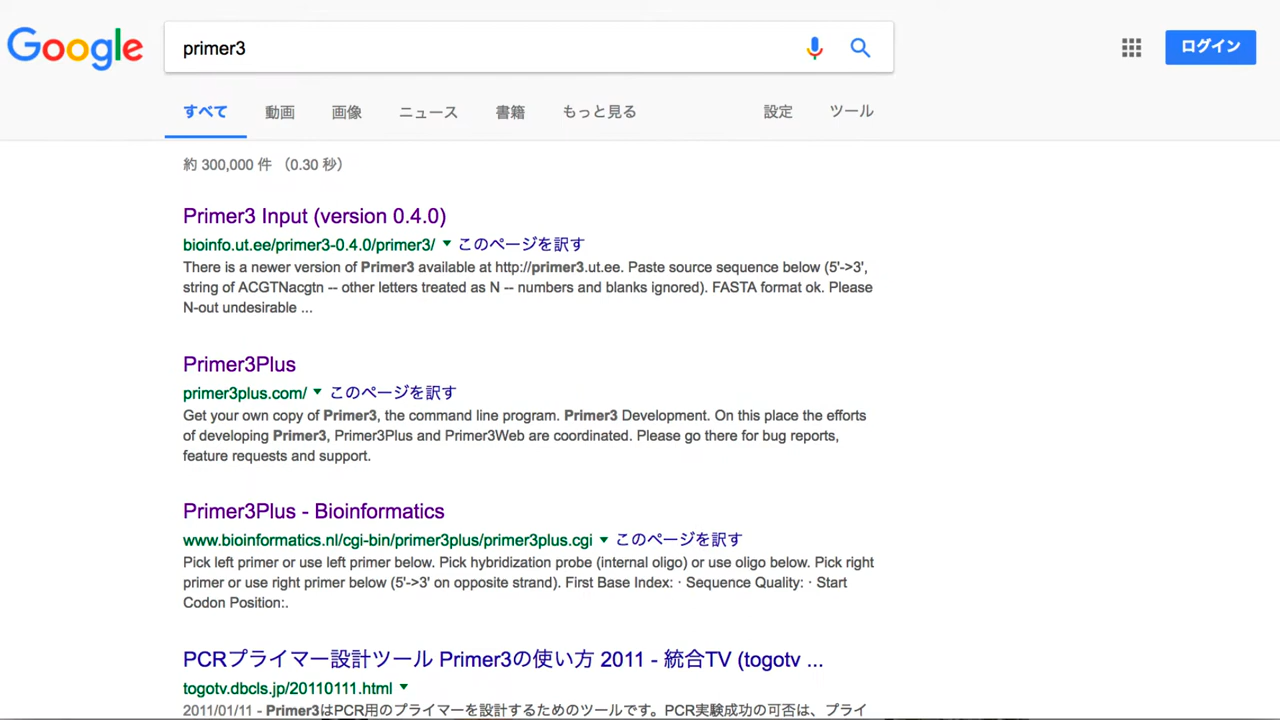 Google
primer3
ログイン
すべて 動画 画像 ニュース 書籍 もっと見る 設定 ツール
約 300,000 件 （0.30 秒）
Primer3 Input (version 0.4.0)
bioinfo.ut.ee/primer3-0.4.0/primer3/ ▼ このページを訳す
There is a newer version of Primer3 available at http://primer3.ut.ee. Paste source sequence below (5'->3',
string of ACGTNacgtn -- other letters treated as N -- numbers and blanks ignored). FASTA format ok. Please
N-out undesirable ...
Primer3Plus
primer3plus.com/ ▼ このページを訳す
Get your own copy of Primer3, the command line program. Primer3 Development. On this place the efforts
of developing Primer3, Primer3Plus and Primer3Web are coordinated. Please go there for bug reports,
feature requests and support.
Primer3Plus - Bioinformatics
www.bioinformatics.nl/cgi-bin/primer3plus/primer3plus.cgi ▼ このページを訳す
Pick left primer or use left primer below. Pick hybridization probe (internal oligo) or use oligo below. Pick right
primer or use right primer below (5'->3' on opposite strand). First Base Index: · Sequence Quality: · Start
Codon Position:.
PCRプライマー設計ツール Primer3の使い方 2011 - 統合TV (togotv ...
togotv.dbcls.jp/20110111.html ▼
2011/01/11 - Primer3はPCR用のプライマーを設計するためのツールです。PCR実験成功の可否は、プライ